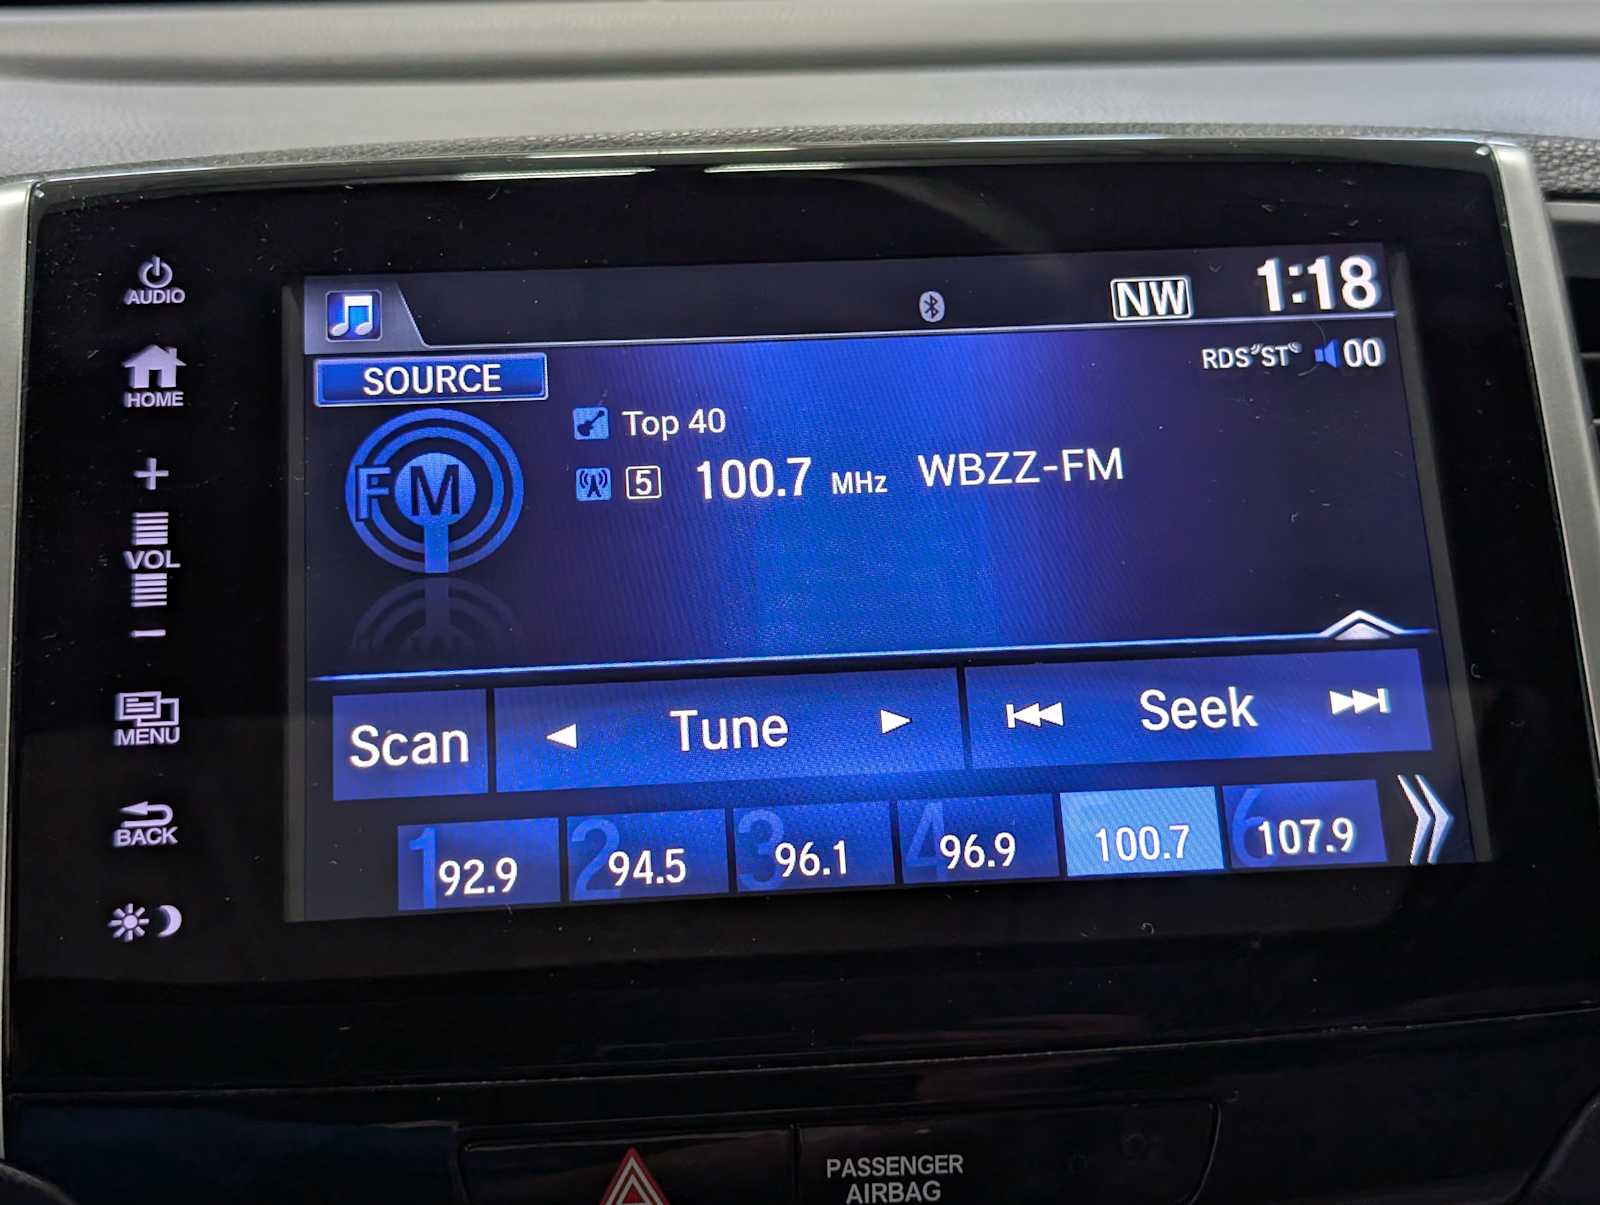 AUDIO
HOME
+
VOL
−
MENU
BACK
NW 1:18
SOURCE
RDS ST 00
FM
Top 40
5 100.7 MHz WBZZ-FM
Scan
Tune
Seek
1 92.9
2 94.5
3 96.1
4 96.9
100.7
6 107.9
PASSENGER
AIRBAG